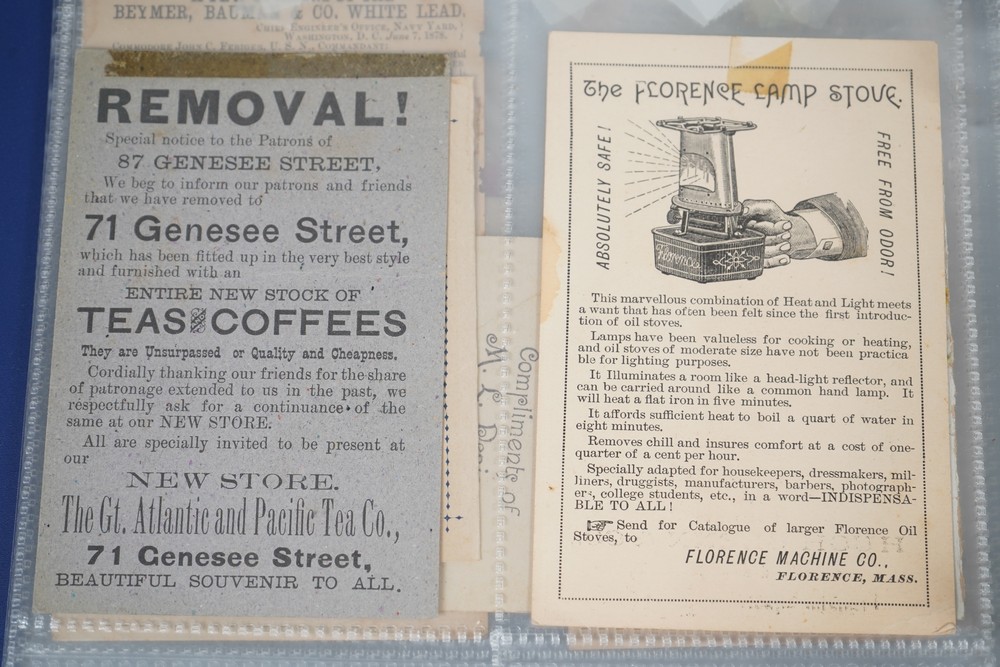 BEYMER, BAUMAN & CO. WHITE LEAD.
CHIEF ENGINEER'S OFFICE, NAVY YARD,
WASHINGTON, D. C. June 7, 1878.
REMOVAL!
Special notice to the Patrons of
87 GENESEE STREET,
We beg to inform our patrons and friends
that we have removed to
71 Genesee Street,
which has been fitted up in the very best style
and furnished with an
ENTIRE NEW STOCK OF
TEAS & COFFEES
They are Unsurpassed or Quality and Cheapness.
Cordially thanking our friends for the share
of patronage extended to us in the past, we
respectfully ask for a continuance of the
same at our NEW STORE.
All are specially invited to be present at
our
NEW STORE.
The Gt. Atlantic and Pacific Tea Co.,
71 Genesee Street,
BEAUTIFUL SOUVENIR TO ALL.
Compliments of
M. L.
The FLORENCE LAMP STOVE.
ABSOLUTELY SAFE!
FREE FROM ODOR!
Florence
This marvellous combination of Heat and Light meets
a want that has often been felt since the first introduc-
tion of oil stoves.
Lamps have been valueless for cooking or heating,
and oil stoves of moderate size have not been practica
ble for lighting purposes.
It Illuminates a room like a head-light reflector, and
can be carried around like a common hand lamp. It
will heat a flat iron in five minutes.
It affords sufficient heat to boil a quart of water in
eight minutes.
Removes chill and insures comfort at a cost of one-
quarter of a cent per hour.
Specially adapted for housekeepers, dressmakers, mil-
liners, druggists, manufacturers, barbers, photograph-
ers, college students, etc., in a word—INDISPENSA-
BLE TO ALL!
☞ Send for Catalogue of larger Florence Oil
Stoves, to
FLORENCE MACHINE CO.,
FLORENCE, MASS.